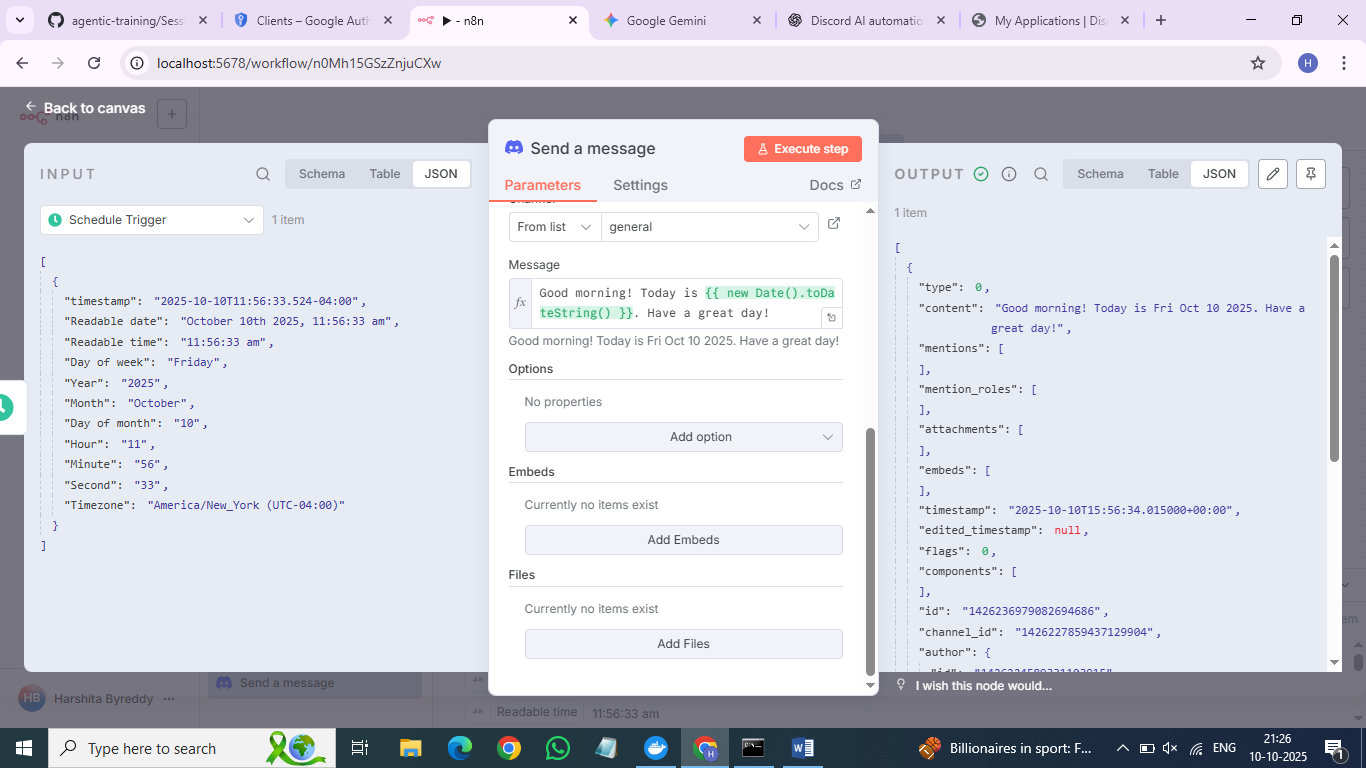 agentic-training/Sessi
Clients – Google Auth
▶ - n8n
Google Gemini
Discord AI automatio
My Applications | Dis
localhost:5678/workflow/n0Mh15GSzZnjuCXw
H
Back to canvas
n8n
INPUT
Schema
Table
JSON
Schedule Trigger
1 item
[
{
"timestamp": "2025-10-10T11:56:33.524-04:00",
"Readable date": "October 10th 2025, 11:56:33 am",
"Readable time": "11:56:33 am",
"Day of week": "Friday",
"Year": "2025",
"Month": "October",
"Day of month": "10",
"Hour": "11",
"Minute": "56",
"Second": "33",
"Timezone": "America/New_York (UTC-04:00)"
}
]
Send a message
Execute step
Parameters
Settings
Docs
Channel
From list
general
Message
fx
Good morning! Today is {{ new Date().toDa
teString() }}. Have a great day!
Good morning! Today is Fri Oct 10 2025. Have a great day!
Options
No properties
Add option
Embeds
Currently no items exist
Add Embeds
Files
Currently no items exist
Add Files
OUTPUT
Schema
Table
JSON
1 item
[
{
"type": 0,
"content": "Good morning! Today is Fri Oct 10 2025. Have a
great day!",
"mentions": [
],
"mention_roles": [
],
"attachments": [
],
"embeds": [
],
"timestamp": "2025-10-10T15:56:34.015000+00:00",
"edited_timestamp": null,
"flags": 0,
"components": [
],
"id": "1426236979082694686",
"channel_id": "1426227859437129904",
"author": {
I wish this node would...
HB
Harshita Byreddy
Send a message
Readable time
11:56:33 am
Type here to search
Billionaires in sport: F...
ENG
21:26
10-10-2025
1